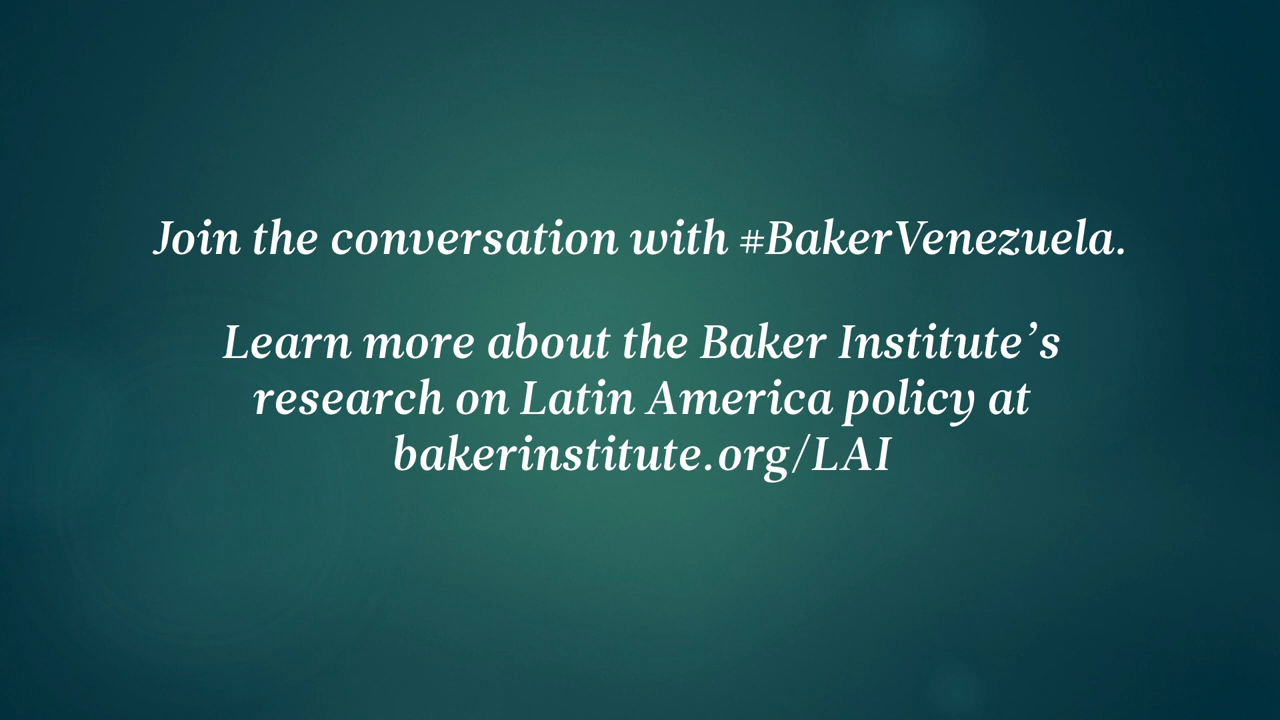 Join the conversation with #BakerVenezuela.
Learn more about the Baker Institute’s
research on Latin America policy at
bakerinstitute.org/LAI